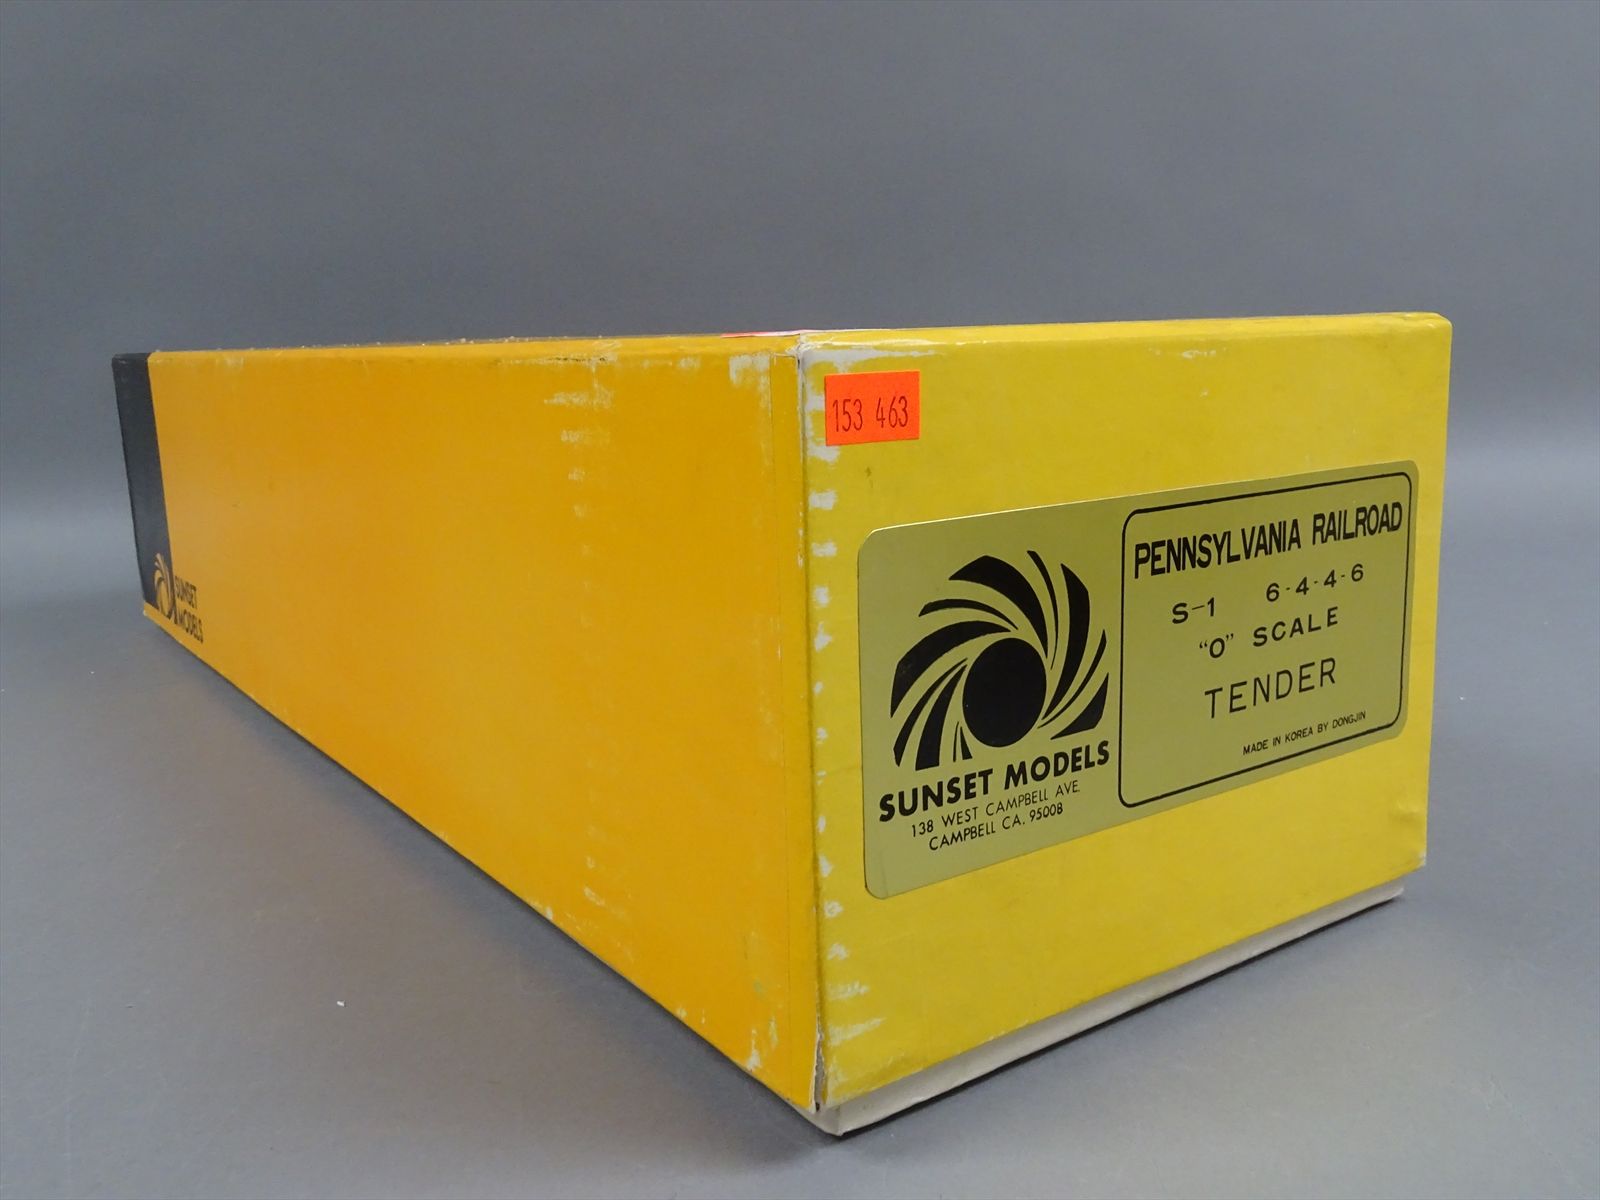 153 463
PENNSYLVANIA RAILROAD
S-1 6-4-4-6
"O" SCALE
TENDER
MADE IN KOREA BY DONGJIN
SUNSET MODELS
138 WEST CAMPBELL AVE.
CAMPBELL CA. 95008
SUNSET
MODELS